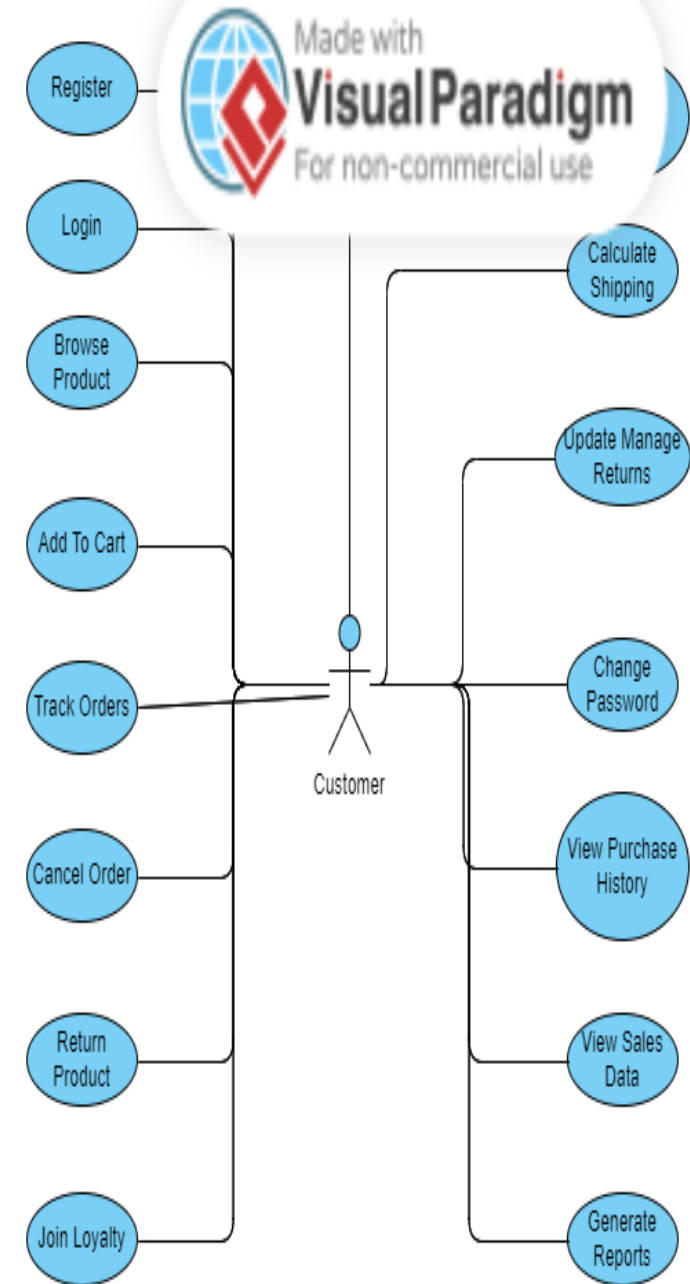 Made with
Visual Paradigm
For non-commercial use
Register
Login
Browse
Product
Add To Cart
Track Orders
Cancel Order
Return
Product
Join Loyalty
Customer
Calculate
Shipping
Update Manage
Returns
Change
Password
View Purchase
History
View Sales
Data
Generate
Reports